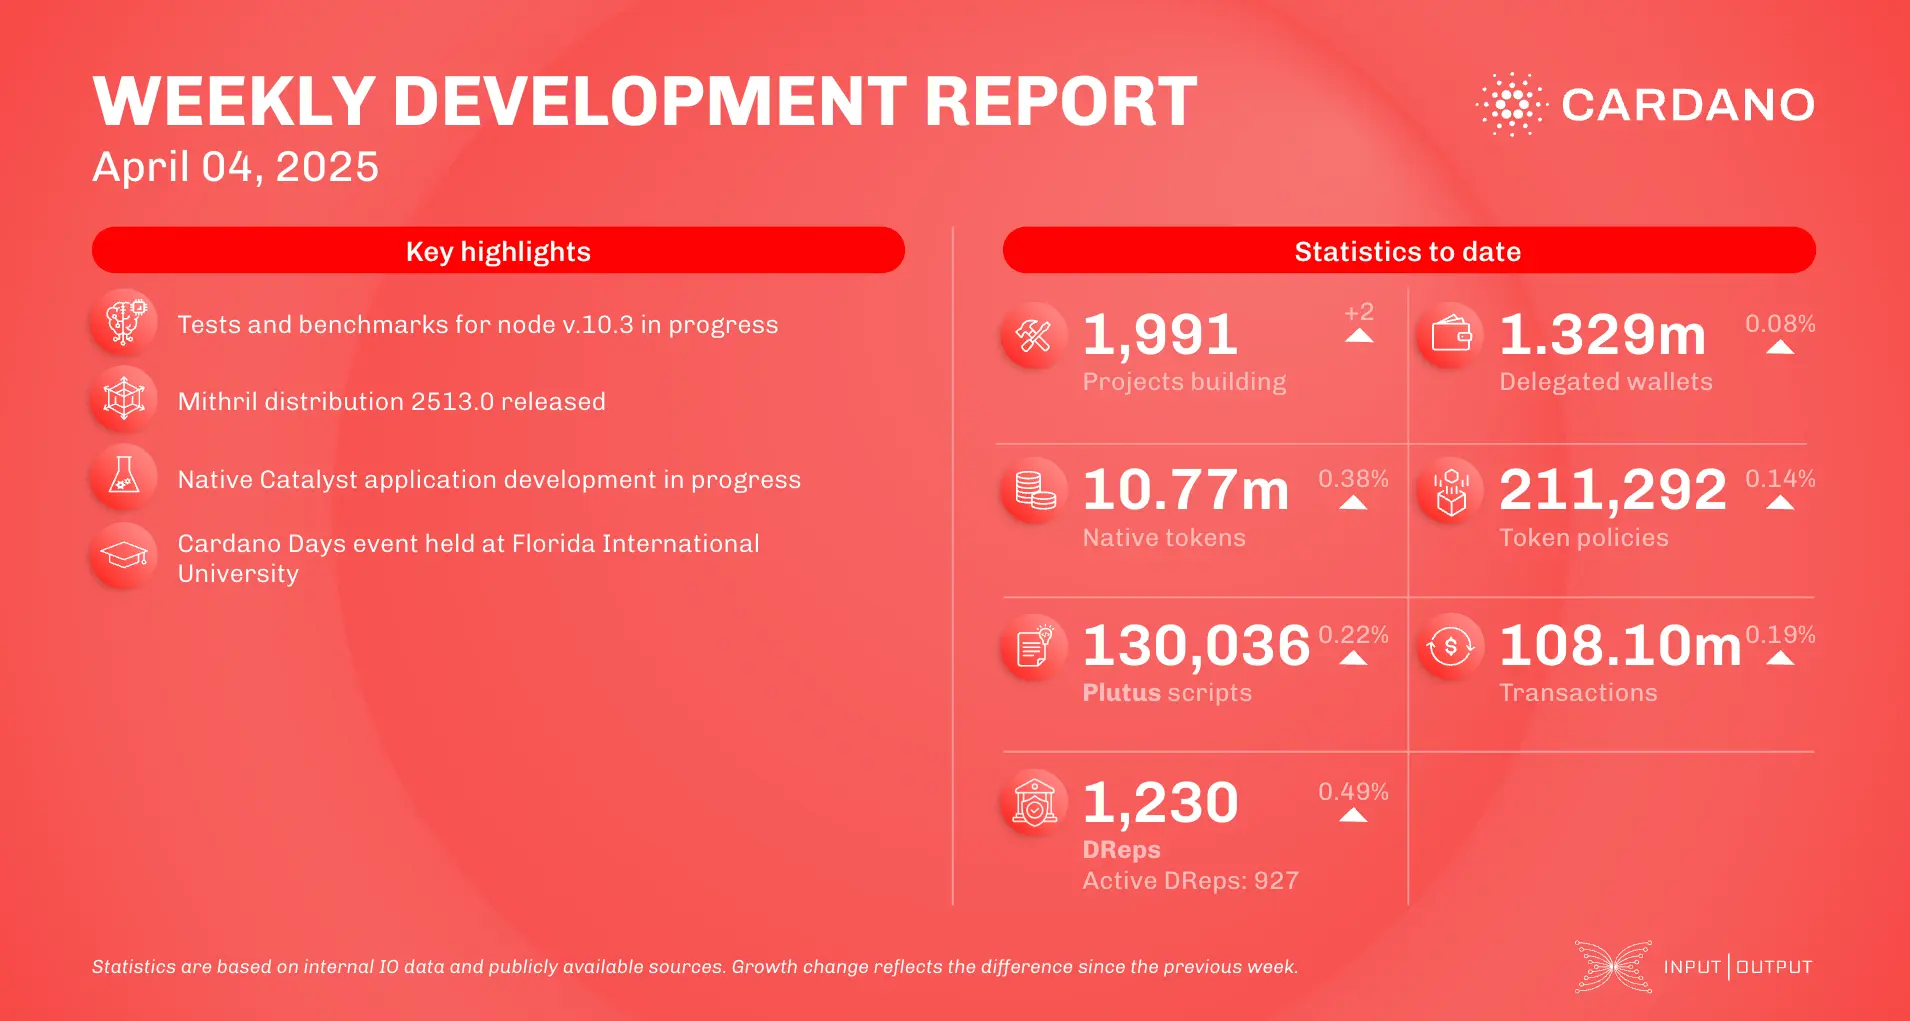 WEEKLY DEVELOPMENT REPORT
April 04, 2025
CARDANO
Key highlights
Tests and benchmarks for node v.10.3 in progress
Mithril distribution 2513.0 released
Native Catalyst application development in progress
Cardano Days event held at Florida International
University
Statistics to date
1,991
+2
Projects building
1.329m
0.08%
Delegated wallets
10.77m
0.38%
Native tokens
211,292
0.14%
Token policies
130,036
0.22%
Plutus scripts
108.10m
0.19%
Transactions
1,230
0.49%
DReps
Active DReps: 927
Statistics are based on internal IO data and publicly available sources. Growth change reflects the difference since the previous week.
INPUT | OUTPUT